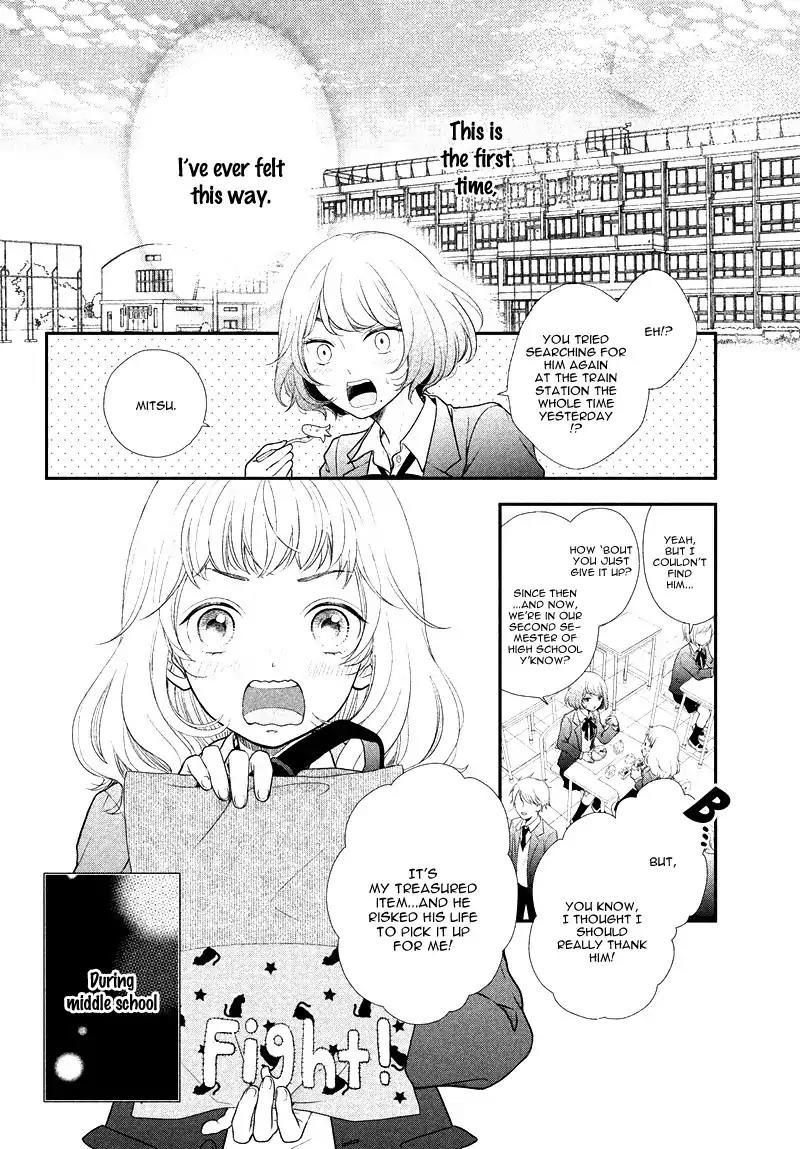 This is
the first
time,
I've ever felt
this way.
EH!?
YOU TRIED
SEARCHING FOR
HIM AGAIN
AT THE TRAIN
STATION THE
WHOLE TIME
YESTERDAY
!?
MITSU.
YEAH,
BUT I
COULDN'T
FIND
HIM...
HOW 'BOUT
YOU JUST
GIVE IT UP?
SINCE THEN
...AND NOW,
WE'RE IN OUR
SECOND SE-
MESTER OF
HIGH SCHOOL
Y'KNOW?
B...
BUT,
YOU KNOW,
I THOUGHT I
SHOULD
REALLY THANK
HIM!
IT'S
MY TREASURED
ITEM...AND HE
RISKED HIS LIFE
TO PICK IT UP
FOR ME!
Fight!
During
middle school